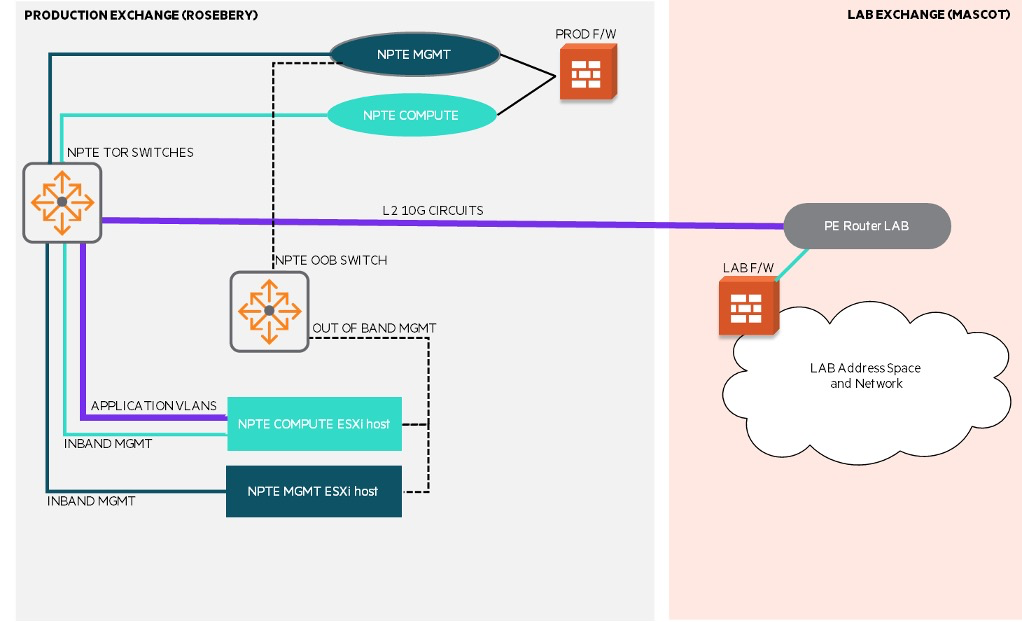 PRODUCTION EXCHANGE (ROSEBERY)
LAB EXCHANGE (MASCOT)
PROD F/W
NPTE MGMT
NPTE COMPUTE
NPTE TOR SWITCHES
L2 10G CIRCUITS
PE Router LAB
NPTE OOB SWITCH
LAB F/W
OUT OF BAND MGMT
LAB Address Space
and Network
APPLICATION VLANS
NPTE COMPUTE ESXi host
INBAND MGMT
NPTE MGMT ESXi host
INBAND MGMT